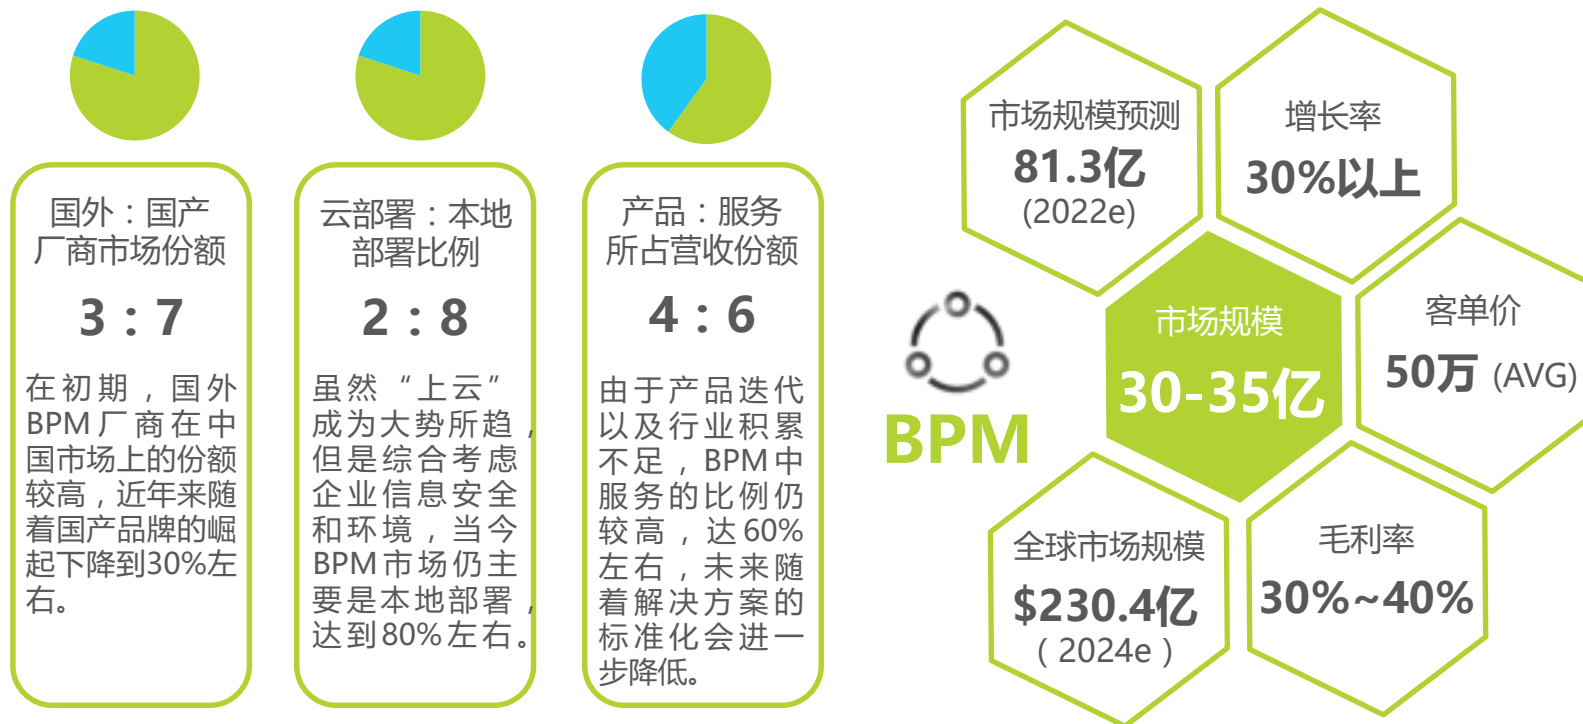 国外：国产
厂商市场份额
3：7
在初期，国外
BPM厂商在中
国市场上的份额
较高，近年来随
着国产品牌的崛
起下降到30%左
右。
云部署：本地
部署比例
2：8
虽然“上云”
成为大势所趋，
但是综合考虑
企业信息安全
和环境，当今
BPM市场仍主
要是本地部署，
达到80%左右。
产品：服务
所占营收份额
4：6
由于产品迭代
以及行业积累
不足，BPM中
服务的比例仍
较高，达60%
左右，未来随
着解决方案的
标准化会进一
步降低。
BPM
市场规模预测
81.3亿
(2022e)
增长率
30%以上
市场规模
30-35亿
客单价
50万 (AVG)
全球市场规模
$230.4亿
（2024e）
毛利率
30%~40%